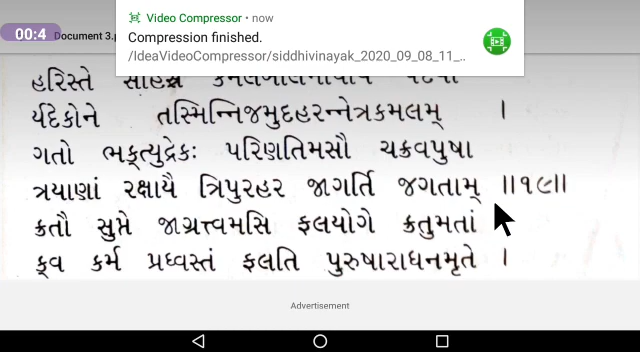 Video Compressor • now
Compression finished.
/IdeaVideoCompressor/siddhivinayak_2020_09_08_11_..
00:4
Document 3.p
હરિસ્તે
ર્યદેકોને તસ્મિન્નિજમુદહરન્નેત્રકમલમ્ ।
ગતો ભક્ત્યુદ્રેકઃ પરિણતિમસૌ ચક્રવપુષા
ત્રયાણાં રક્ષાયૈ ત્રિપુરહર જાગર્તિ જગતામ્ ॥૧૯॥
ક્રતૌ સુપ્તે જાગ્રત્ત્વમસિ ફલયોગે ક્રતુમતાં
ક્વ કર્મ પ્રધ્વસ્તં ફલતિ પુરુષારાધનમૃતે ।
Advertisement